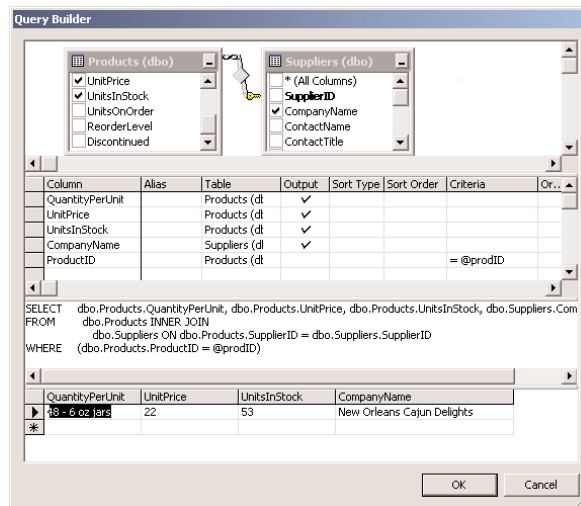 Query Builder
Products (dbo)
UnitPrice
UnitsInStock
UnitsOnOrder
ReorderLevel
Discontinued
Suppliers (dbo)
* (All Columns)
SupplierID
CompanyName
ContactName
ContactTitle
Column Alias Table Output Sort Type Sort Order Criteria Or...
QuantityPerUnit Products (dt
UnitPrice Products (dt
UnitsInStock Products (dt
CompanyName Suppliers (dt
ProductID Products (dt = @prodID
SELECT dbo.Products.QuantityPerUnit, dbo.Products.UnitPrice, dbo.Products.UnitsInStock, dbo.Suppliers.Com
FROM dbo.Products INNER JOIN
dbo.Suppliers ON dbo.Products.SupplierID = dbo.Suppliers.SupplierID
WHERE (dbo.Products.ProductID = @prodID)
QuantityPerUnit UnitPrice UnitsInStock CompanyName
48 - 6 oz jars 22 53 New Orleans Cajun Delights
OK Cancel